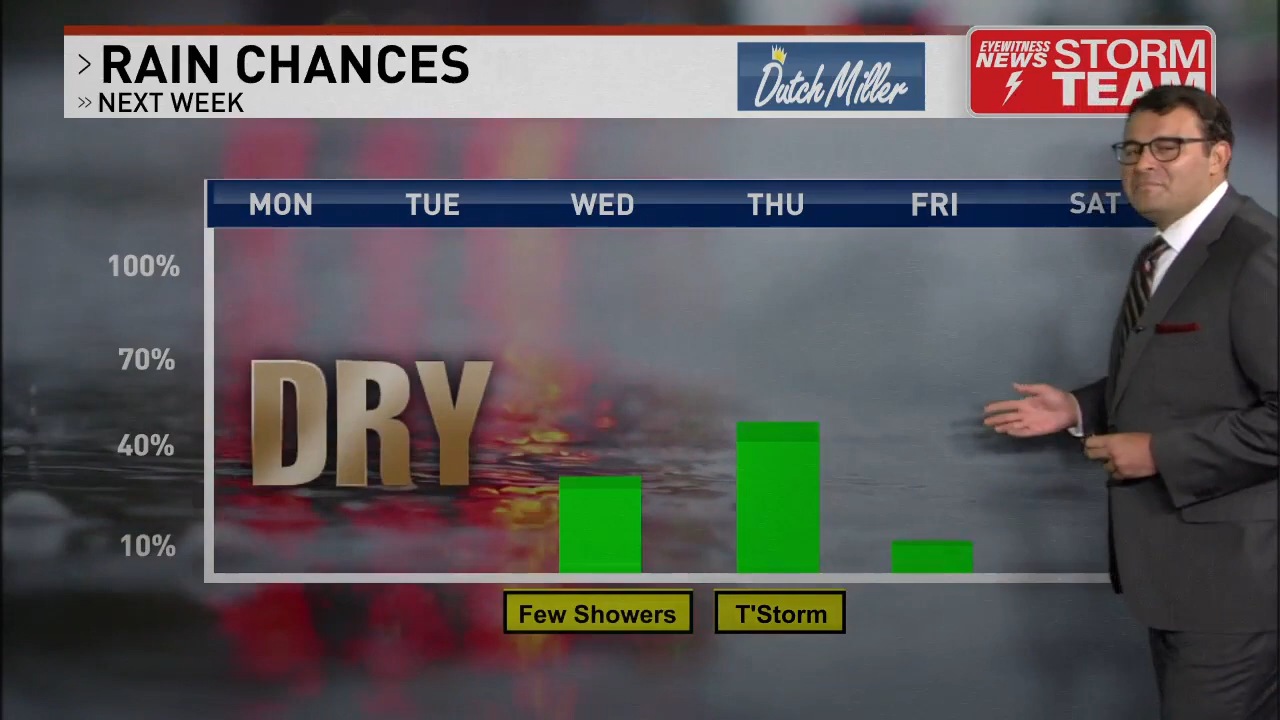 > RAIN CHANCES
» NEXT WEEK
Dutch Miller
EYEWITNESS
NEWS
STORM
TEAM
MON TUE WED THU FRI SAT
100%
70%
40%
10%
DRY
Few Showers
T'Storm